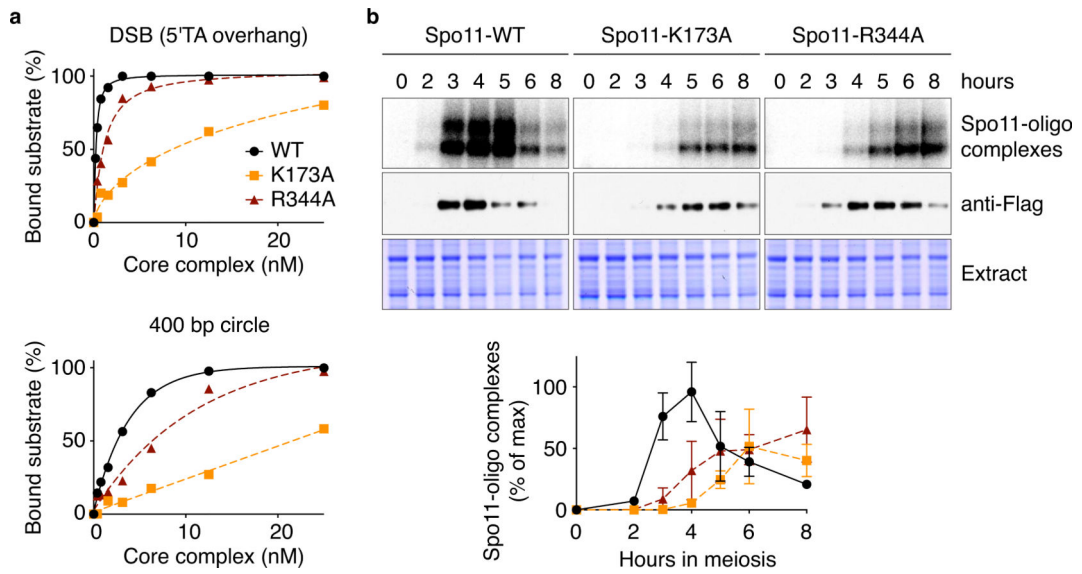 a
DSB (5'TA overhang)
Bound substrate (%)
100
50
0
WT
K173A
R344A
0 10 20
Core complex (nM)
400 bp circle
Bound substrate (%)
100
50
0
0 10 20
Core complex (nM)
b
Spo11-WT Spo11-K173A Spo11-R344A
0 2 3 4 5 6 8 0 2 3 4 5 6 8 0 2 3 4 5 6 8 hours
Spo11-oligo
complexes
anti-Flag
Extract
Spo11-oligo complexes
(% of max)
100
50
0
0 2 4 6 8
Hours in meiosis